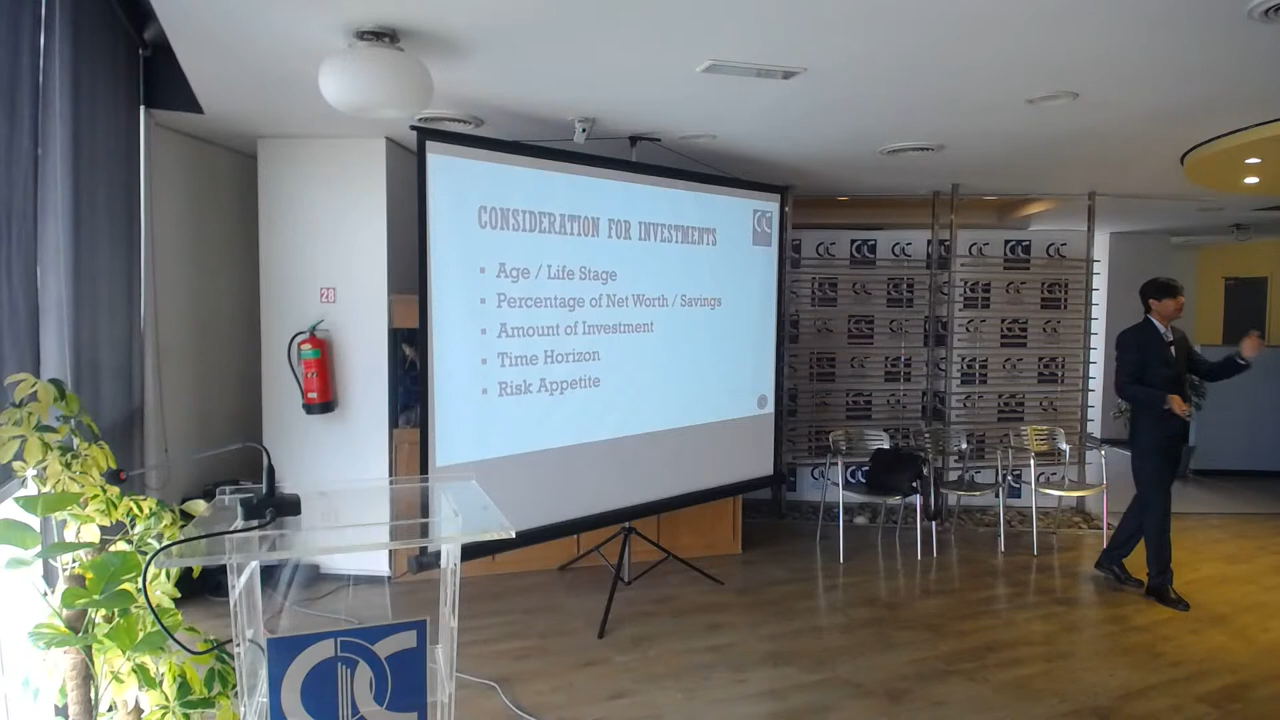 CONSIDERATION FOR INVESTMENTS
▪ Age / Life Stage
▪ Percentage of Net Worth / Savings
▪ Amount of Investment
▪ Time Horizon
▪ Risk Appetite
28